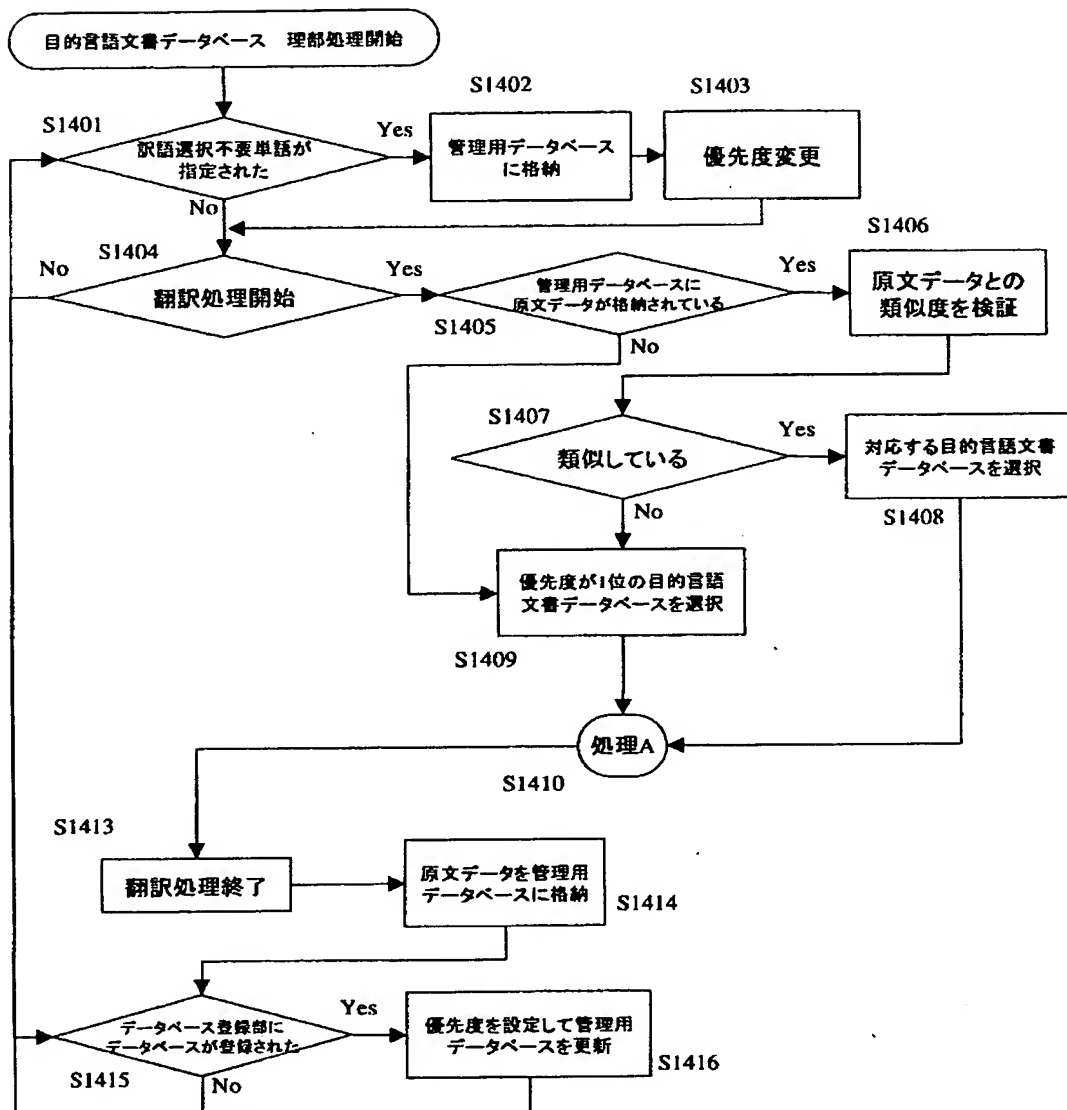 目的言語文書データベース 理部処理開始
S1401
訳語選択不要単語が
指定された
Yes
No
S1402
管理用データベース
に格納
S1403
優先度変更
S1404
No
翻訳処理開始
Yes
S1405
管理用データベースに
原文データが格納されている
Yes
No
S1406
原文データとの
類似度を検証
S1407
類似している
Yes
No
対応する目的言語文書
データベースを選択
S1408
優先度が1位の目的言語
文書データベースを選択
S1409
処理A
S1410
S1413
翻訳処理終了
原文データを管理用
データベースに格納
S1414
データベース登録部に
データベースが登録された
Yes
S1415
No
優先度を設定して管理用
データベースを更新
S1416